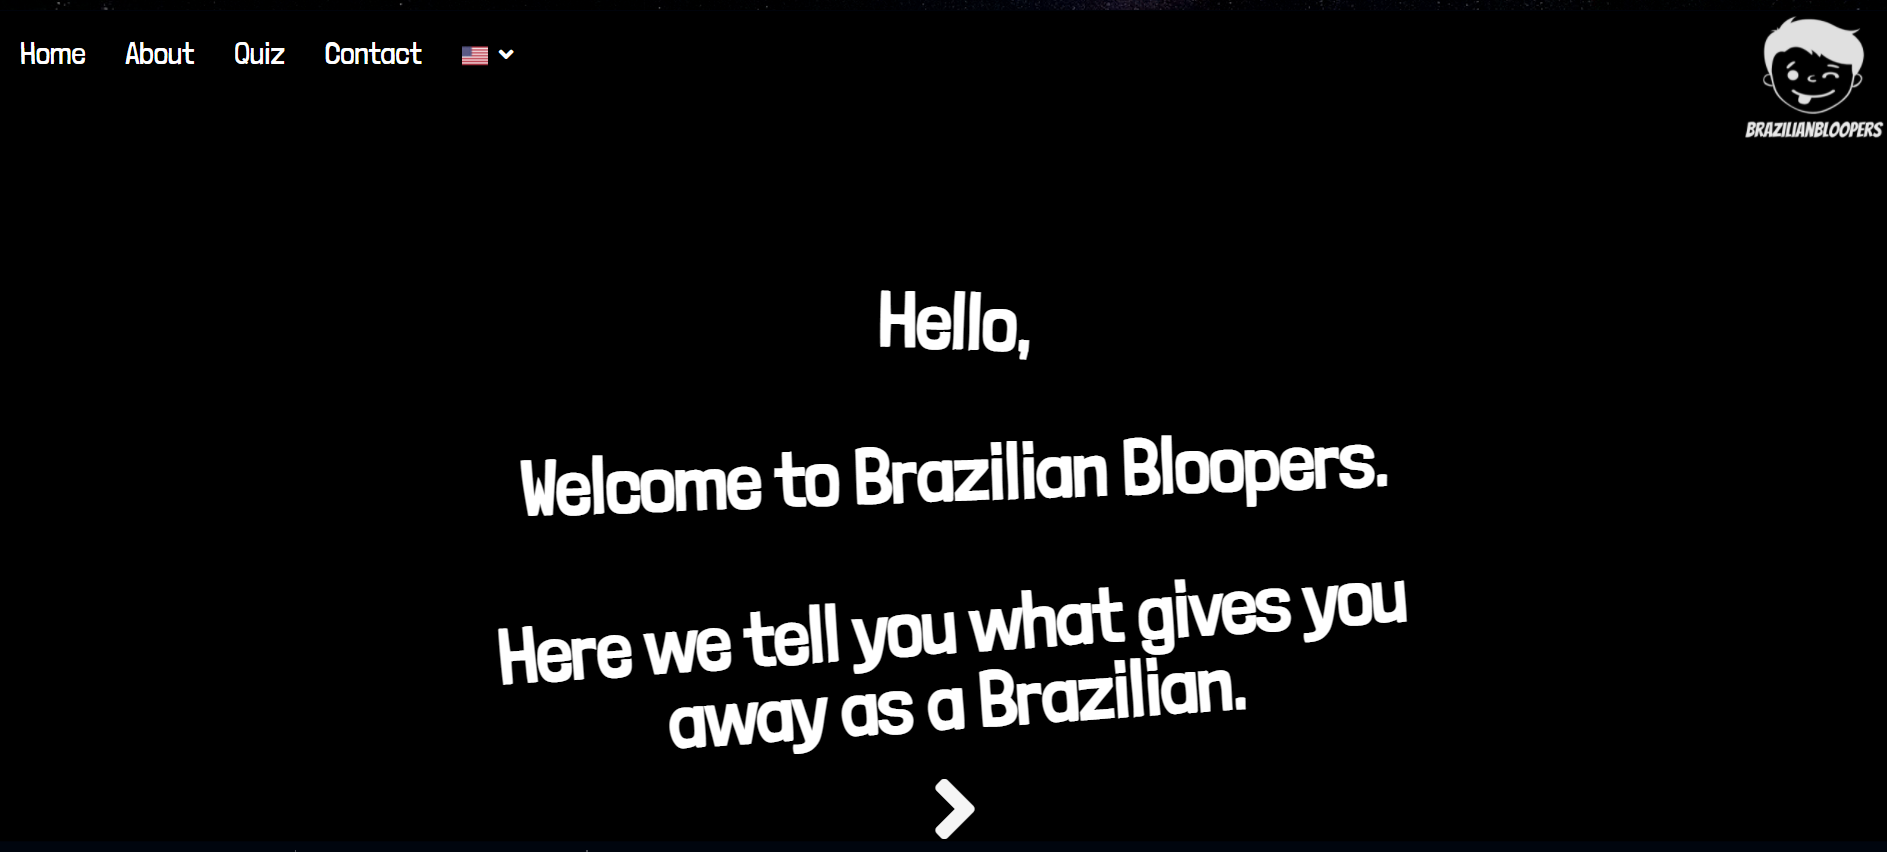 Home About Quiz Contact
BRAZILIANBLOOPERS
Hello,
Welcome to Brazilian Bloopers.
Here we tell you what gives you
away as a Brazilian.